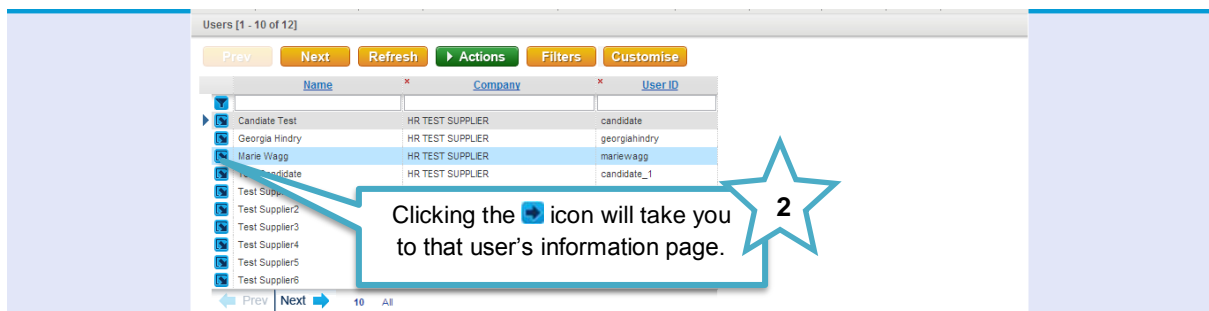 Users [1 - 10 of 12]
Prev Next Refresh Actions Filters Customise
Name Company User ID
Candiate Test HR TEST SUPPLIER candidate
Georgia Hindry HR TEST SUPPLIER georgiahindry
Marie Wagg HR TEST SUPPLIER mariewagg
HR TEST SUPPLIER candidate_1
Test
Test Supplier2
Test Supplier3
Test Supplier4
Test Supplier5
Test Supplier6
Clicking the icon will take you
to that user's information page.
2
Prev Next 10 All